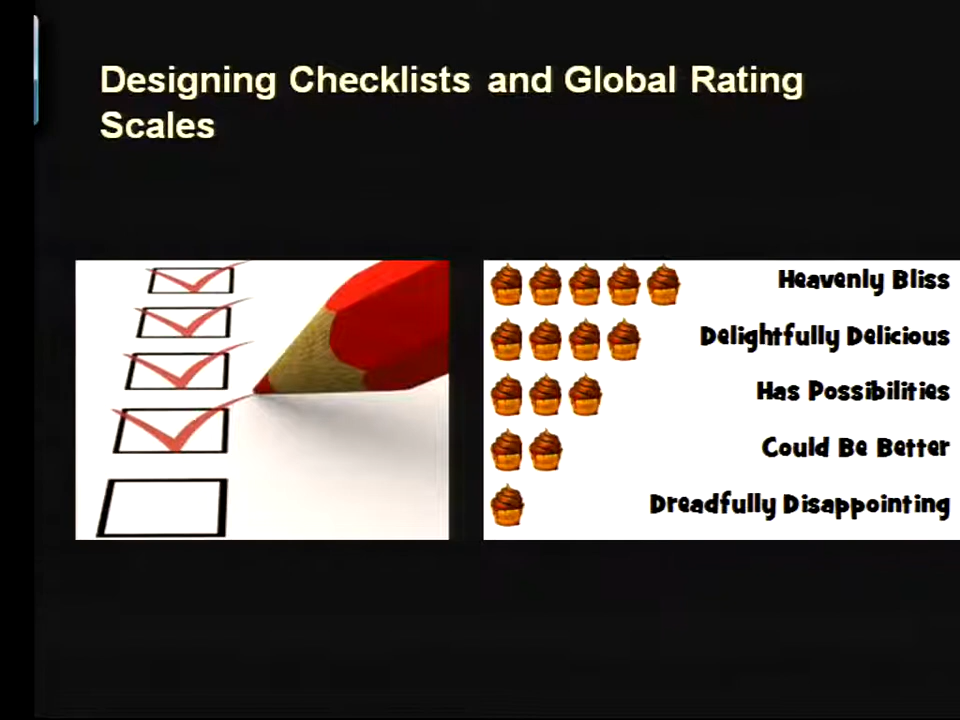 Designing Checklists and Global Rating
Scales
Heavenly Bliss
Delightfully Delicious
Has Possibilities
Could Be Better
Dreadfully Disappointing